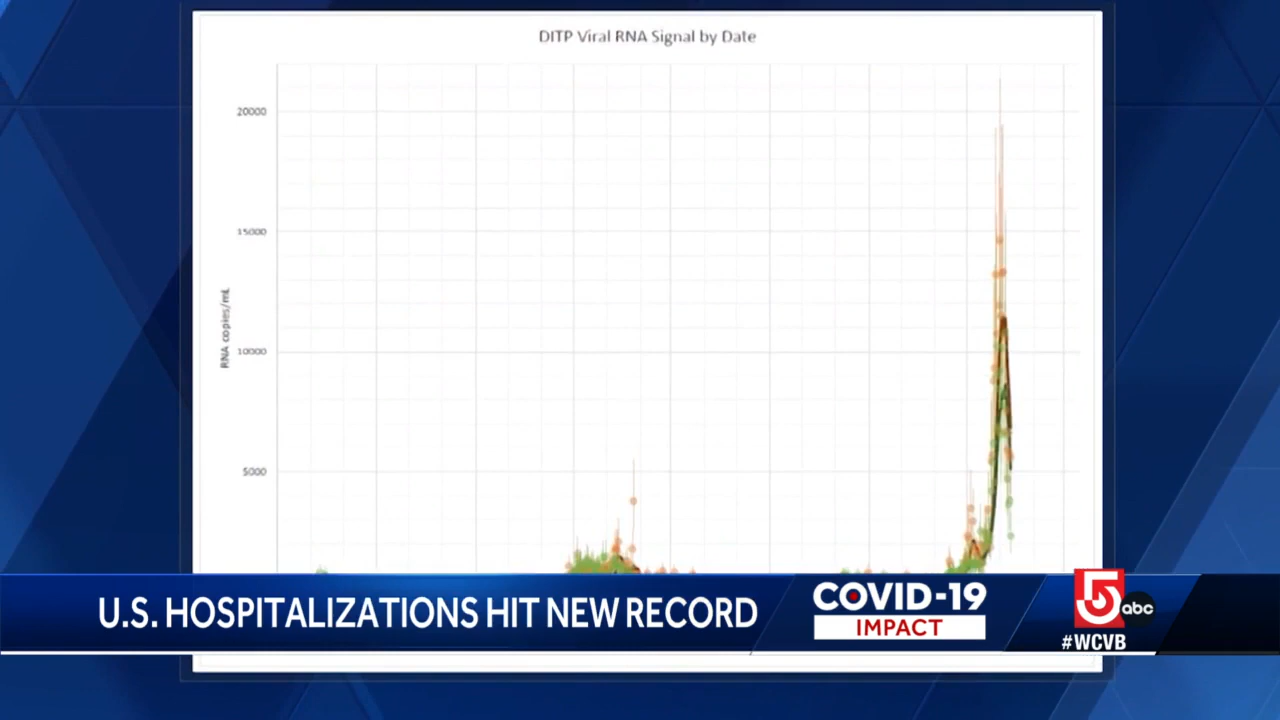 DITP Viral RNA Signal by Date
20000
15000
RNA copies/mL
10000
5000
U.S. HOSPITALIZATIONS HIT NEW RECORD
COVID-19
IMPACT
5
abc
#WCVB